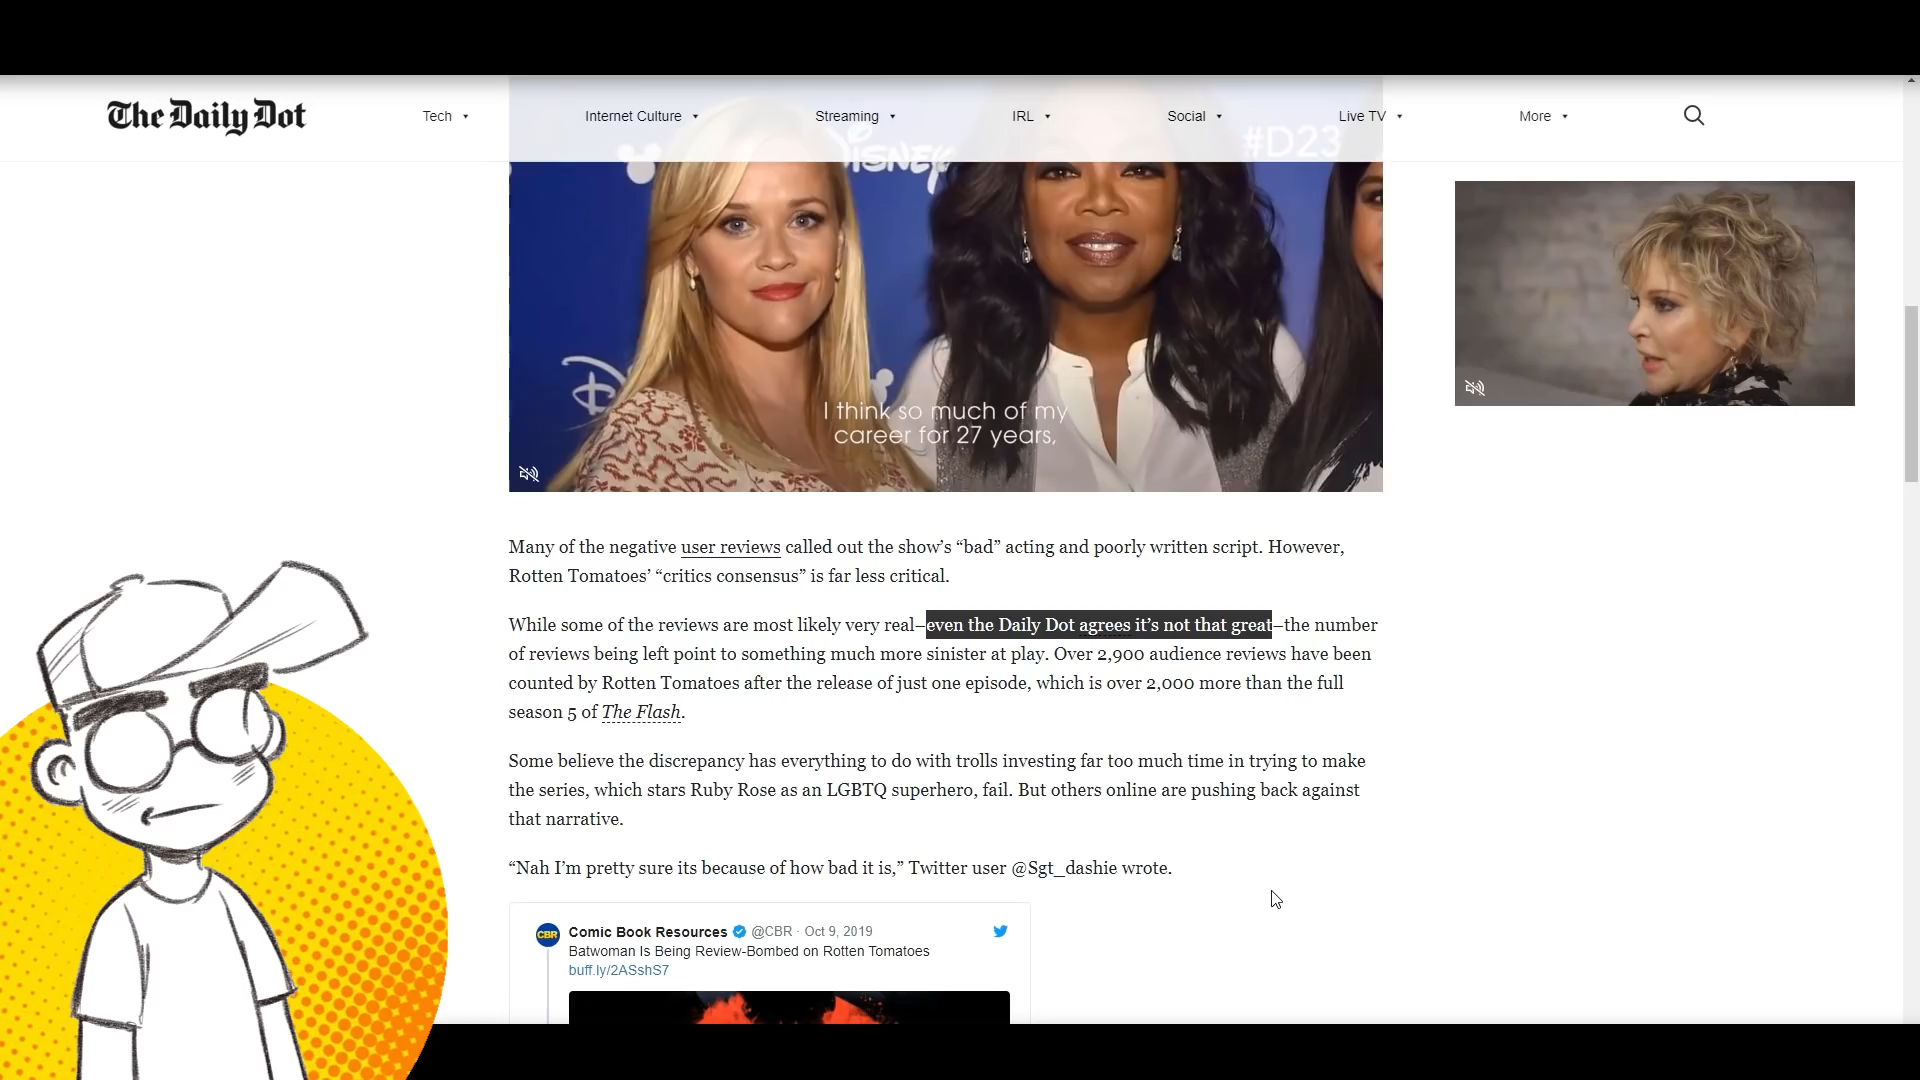 The Daily Dot
Tech
Internet Culture
Streaming
IRL
Social
Live TV
More
DISNEY
#D23
I think so much of my
career for 27 years,
Many of the negative user reviews called out the show’s “bad” acting and poorly written script. However,
Rotten Tomatoes’ “critics consensus” is far less critical.
While some of the reviews are most likely very real–even the Daily Dot agrees it’s not that great–the number
of reviews being left point to something much more sinister at play. Over 2,900 audience reviews have been
counted by Rotten Tomatoes after the release of just one episode, which is over 2,000 more than the full
season 5 of The Flash.
Some believe the discrepancy has everything to do with trolls investing far too much time in trying to make
the series, which stars Ruby Rose as an LGBTQ superhero, fail. But others online are pushing back against
that narrative.
“Nah I’m pretty sure its because of how bad it is,” Twitter user @Sgt_dashie wrote.
CBR
Comic Book Resources @CBR · Oct 9, 2019
Batwoman Is Being Review-Bombed on Rotten Tomatoes
buff.ly/2ASshS7